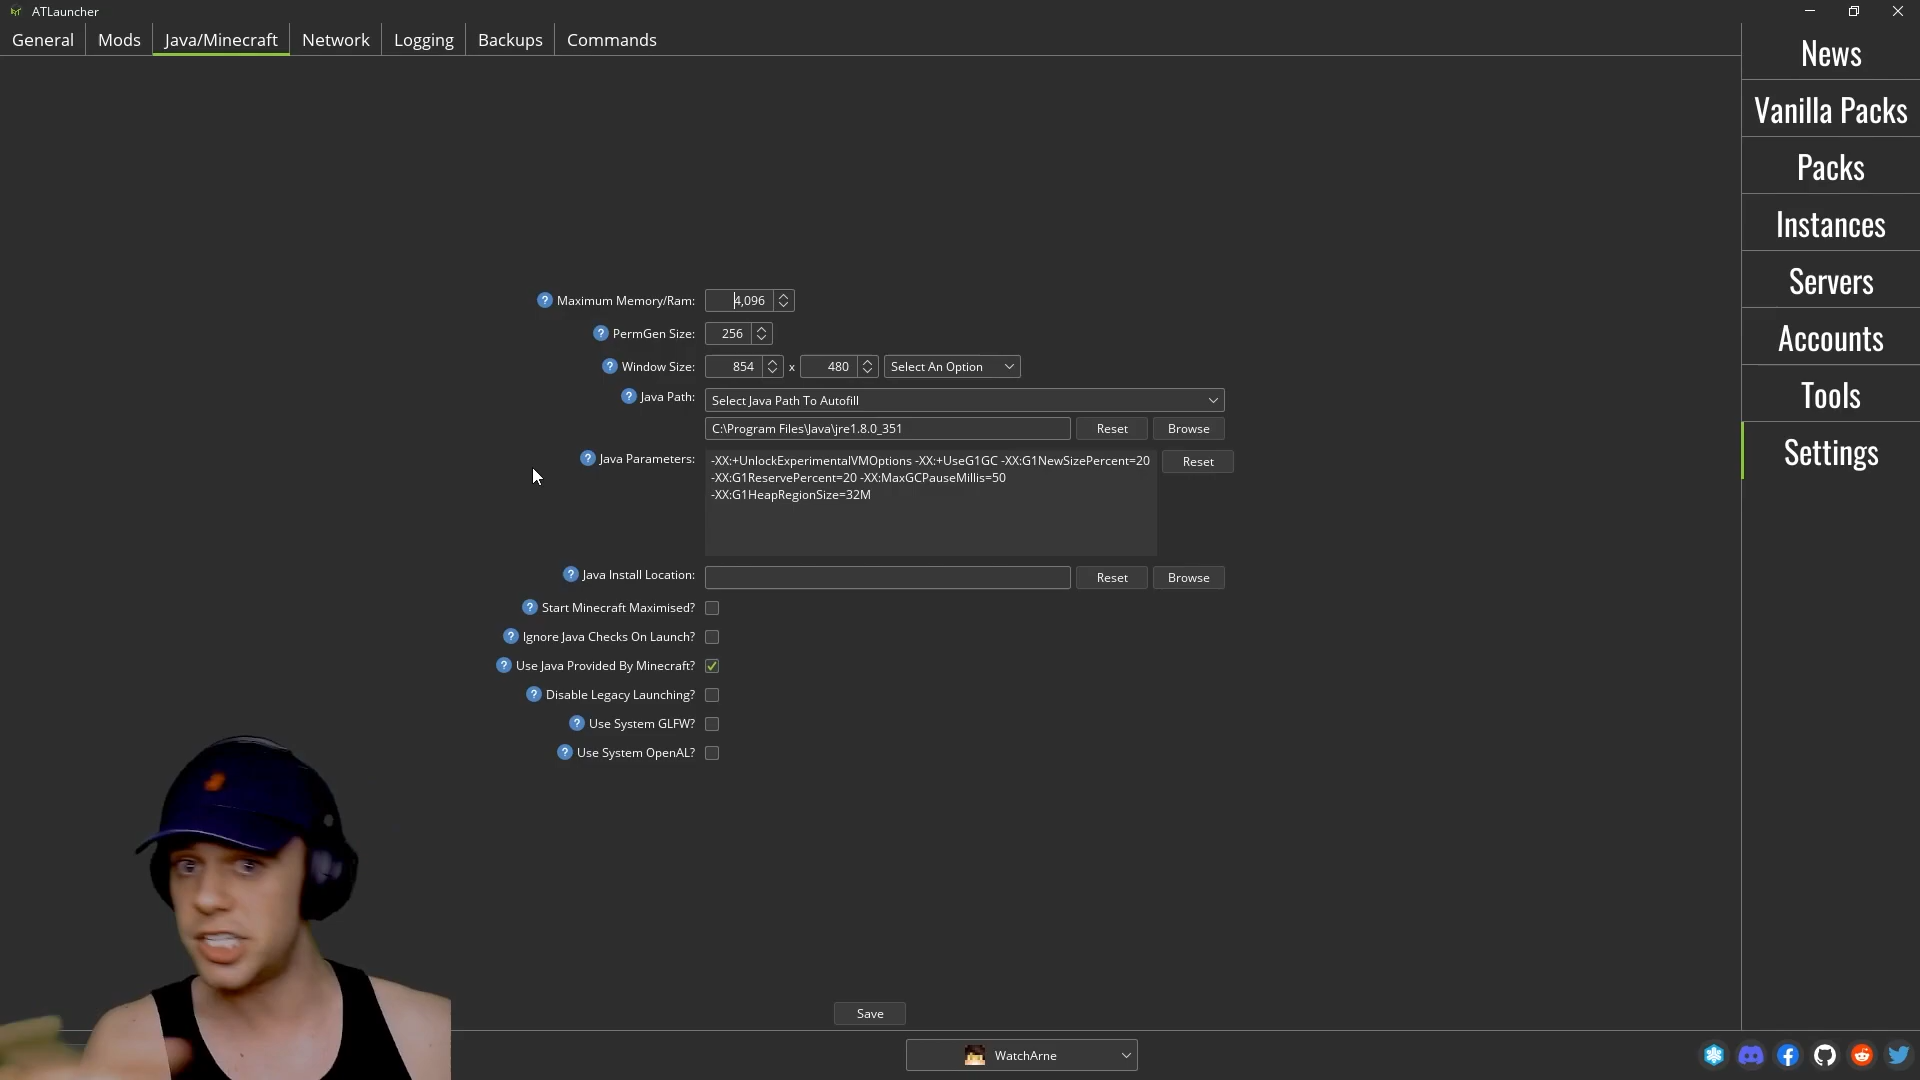 ATLauncher
General
Mods
Java/Minecraft
Network
Logging
Backups
Commands
News
Vanilla Packs
Packs
Instances
Servers
Accounts
Tools
Settings
? Maximum Memory/Ram: 4,096
? PermGen Size: 256
? Window Size: 854 x 480 Select An Option
? Java Path: Select Java Path To Autofill
C:\Program Files\Java\jre1.8.0_351 Reset Browse
? Java Parameters: -XX:+UnlockExperimentalVMOptions -XX:+UseG1GC -XX:G1NewSizePercent=20 Reset
-XX:G1ReservePercent=20 -XX:MaxGCPauseMillis=50
-XX:G1HeapRegionSize=32M
? Java Install Location: Reset Browse
? Start Minecraft Maximised?
? Ignore Java Checks On Launch?
? Use Java Provided By Minecraft?
? Disable Legacy Launching?
? Use System GLFW?
? Use System OpenAL?
Save
WatchArne